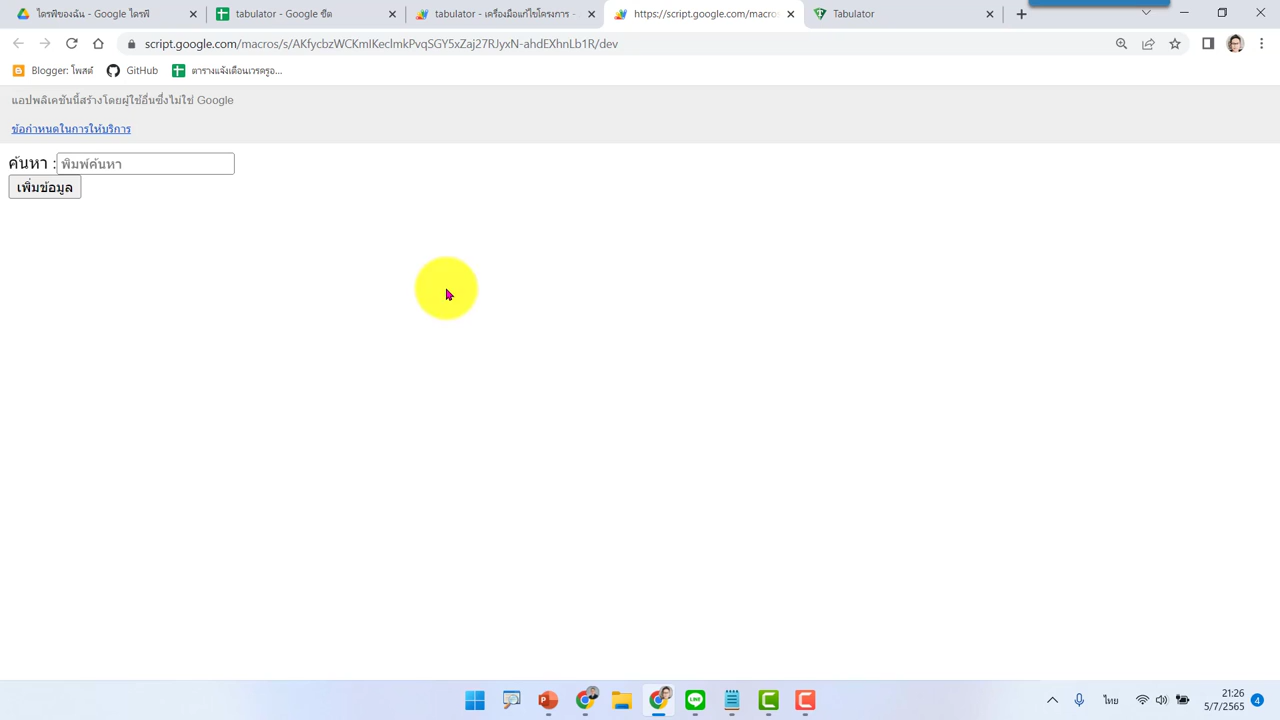 ไดรฟ์ของฉัน - Google ไดรฟ์
tabulator - Google ชีต
tabulator - เครื่องมือแก้ไขโครงการ -
https://script.google.com/macros
Tabulator
script.google.com/macros/s/AKfycbzWCKmIKeclmkPvqSGY5xZaj27RJyxN-ahdEXhnLb1R/dev
Blogger: โพสต์
GitHub
ตารางแจ้งเตือนเวรครูอ...
แอปพลิเคชันนี้สร้างโดยผู้ใช้อื่นซึ่งไม่ใช่ Google
ข้อกำหนดในการให้บริการ
ค้นหา : พิมพ์ค้นหา
เพิ่มข้อมูล
ไทย
21:26
5/7/2565
4